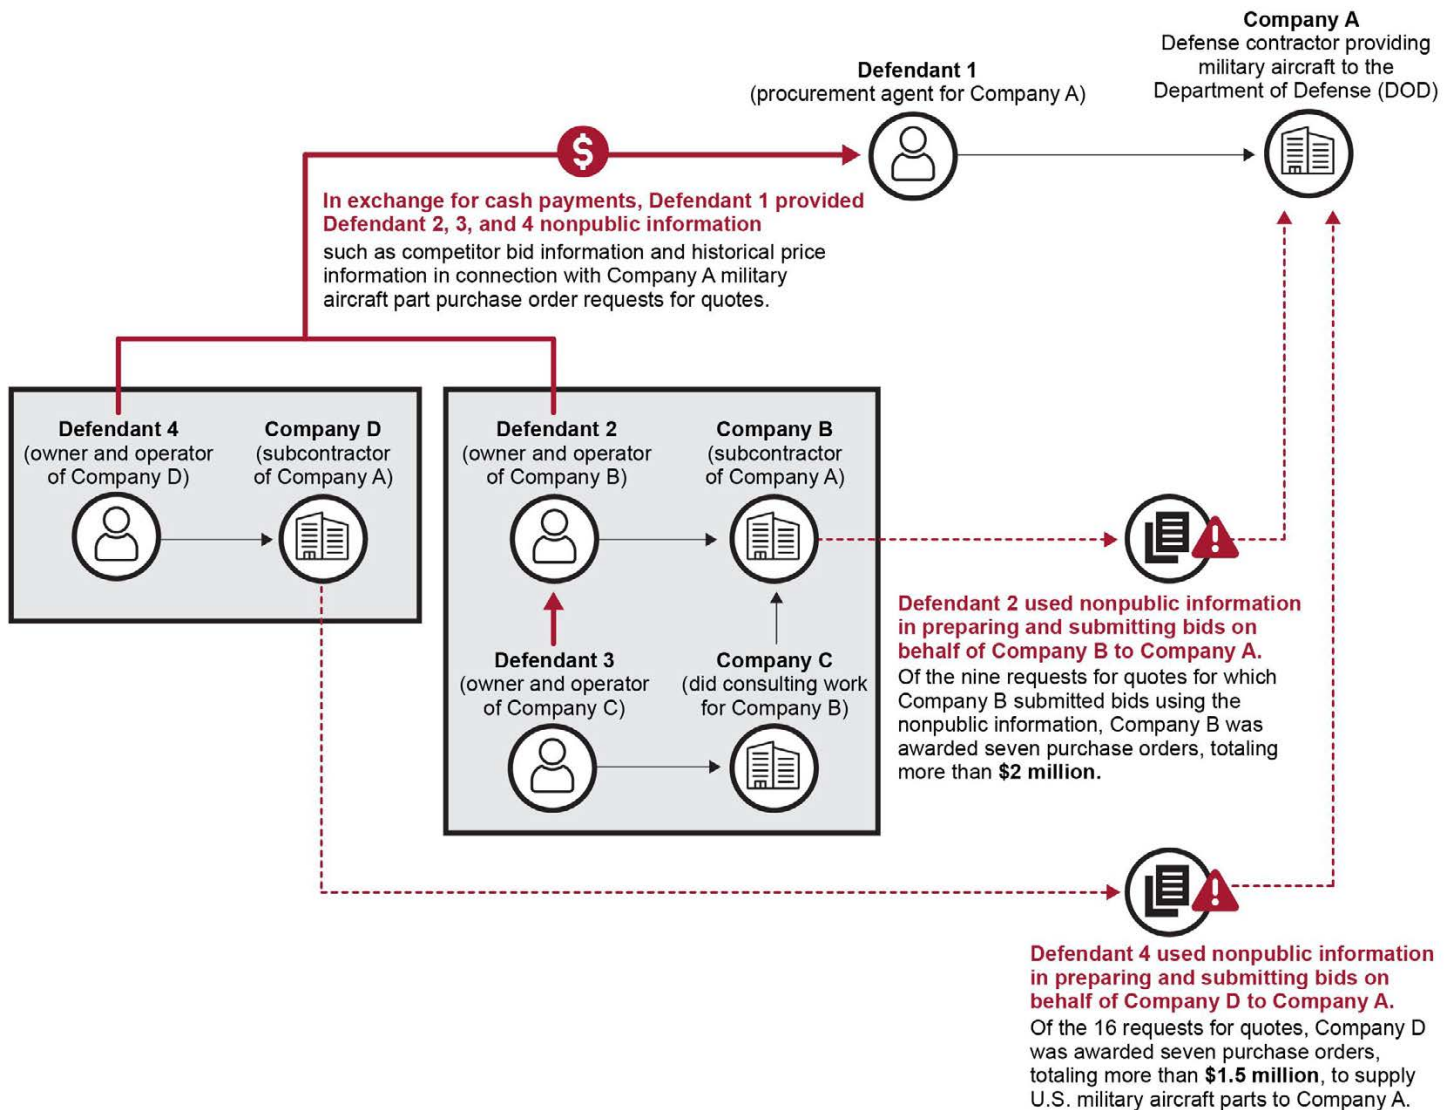 Company A
Defense contractor providing
military aircraft to the
Department of Defense (DOD)
Defendant 1
(procurement agent for Company A)
$
In exchange for cash payments, Defendant 1 provided
Defendant 2, 3, and 4 nonpublic information
such as competitor bid information and historical price
information in connection with Company A military
aircraft part purchase order requests for quotes.
Defendant 4
(owner and operator
of Company D)
Company D
(subcontractor
of Company A)
Defendant 2
(owner and operator
of Company B)
Company B
(subcontractor
of Company A)
Defendant 3
(owner and operator
of Company C)
Company C
(did consulting work
for Company B)
!
Defendant 2 used nonpublic information
in preparing and submitting bids on
behalf of Company B to Company A.
Of the nine requests for quotes for which
Company B submitted bids using the
nonpublic information, Company B was
awarded seven purchase orders, totaling
more than $2 million.
!
Defendant 4 used nonpublic information
in preparing and submitting bids on
behalf of Company D to Company A.
Of the 16 requests for quotes, Company D
was awarded seven purchase orders,
totaling more than $1.5 million, to supply
U.S. military aircraft parts to Company A.